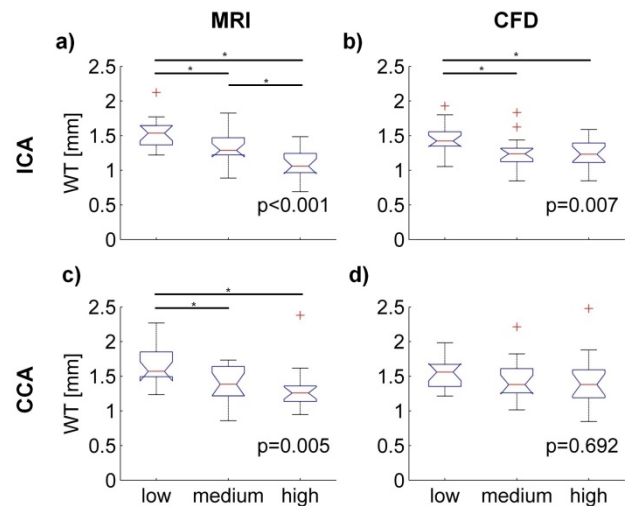 MRI
CFD
a)
b)
ICA
WT [mm]
2.5
2
1.5
1
0.5
0
*
*
*
p<0.001
2.5
2
1.5
1
0.5
0
*
*
p=0.007
c)
d)
CCA
WT [mm]
2.5
2
1.5
1
0.5
0
*
*
p=0.005
low medium high
2.5
2
1.5
1
0.5
0
p=0.692
low medium high